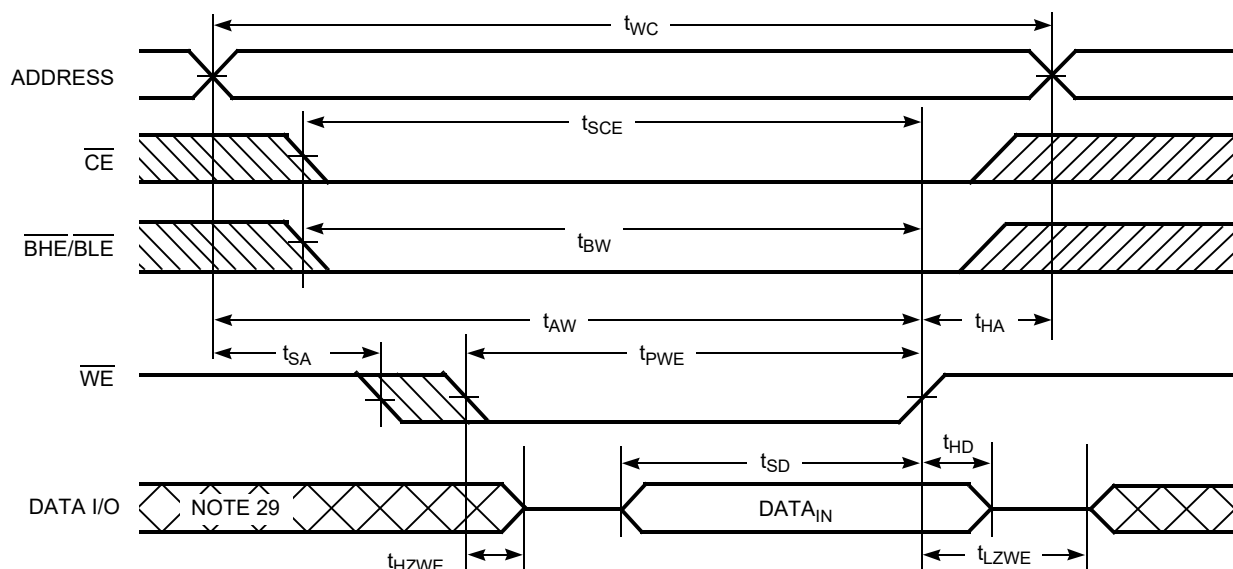 tWC
ADDRESS
tSCE
CE
tBW
BHE/BLE
tAW
tHA
tSA
tPWE
WE
tHD
tSD
DATA I/O
NOTE 29
DATAIN
tHZWE
tLZWE